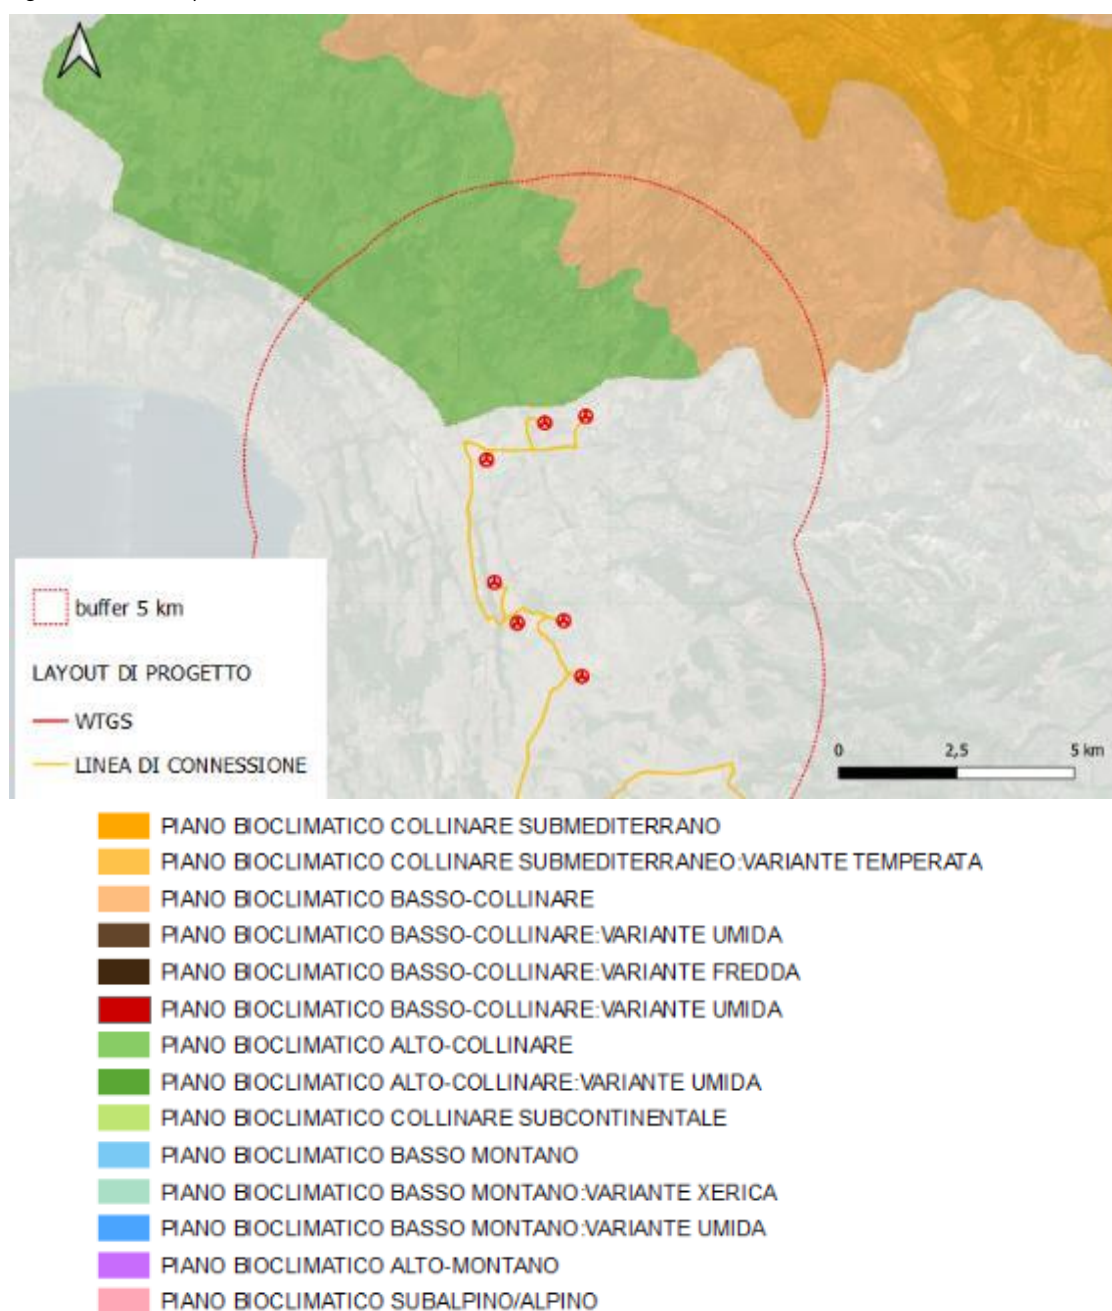 buffer 5 km
LAYOUT DI PROGETTO
WTGS
LINEA DI CONNESSIONE
0 2,5 5 km
PIANO BIOCLIMATICO COLLINARE SUBMEDITERRANO
PIANO BIOCLIMATICO COLLINARE SUBMEDITERRANEO:VARIANTE TEMPERATA
PIANO BIOCLIMATICO BASSO-COLLINARE
PIANO BIOCLIMATICO BASSO-COLLINARE:VARIANTE UMIDA
PIANO BIOCLIMATICO BASSO-COLLINARE:VARIANTE FREDDA
PIANO BIOCLIMATICO BASSO-COLLINARE:VARIANTE UMIDA
PIANO BIOCLIMATICO ALTO-COLLINARE
PIANO BIOCLIMATICO ALTO-COLLINARE:VARIANTE UMIDA
PIANO BIOCLIMATICO COLLINARE SUBCONTINENTALE
PIANO BIOCLIMATICO BASSO MONTANO
PIANO BIOCLIMATICO BASSO MONTANO:VARIANTE XERICA
PIANO BIOCLIMATICO BASSO MONTANO:VARIANTE UMIDA
PIANO BIOCLIMATICO ALTO-MONTANO
PIANO BIOCLIMATICO SUBALPINO/ALPINO